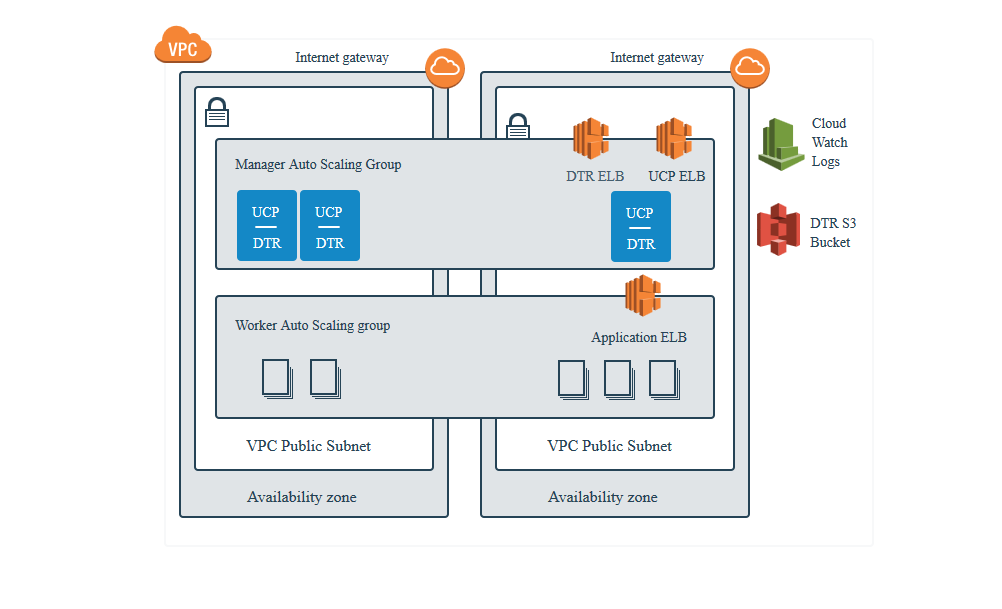 VPC
Internet gateway
Internet gateway
Cloud
Watch
Logs
Manager Auto Scaling Group
DTR ELB
UCP ELB
UCP
DTR
UCP
DTR
UCP
DTR
DTR S3
Bucket
Worker Auto Scaling group
Application ELB
VPC Public Subnet
VPC Public Subnet
Availability zone
Availability zone